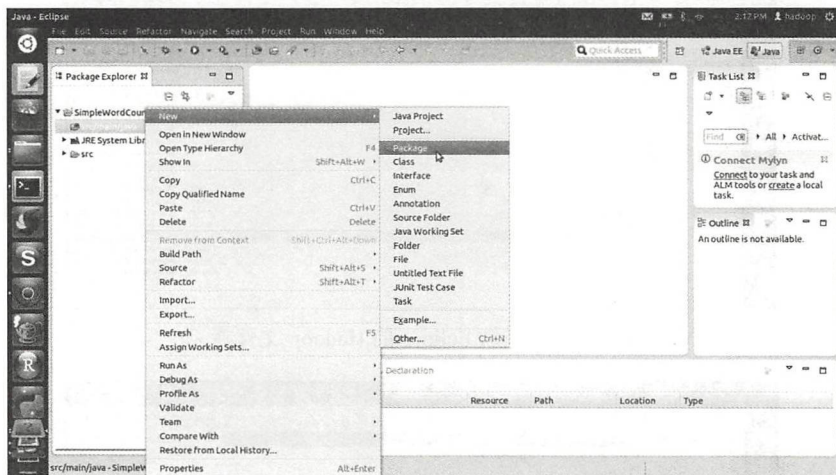 Java - Eclipse
2:12 PM hadoop
File Edit Source Refactor Navigate Search Project Run Window Help
Quick Access
Java EE Java
Package Explorer
Task List
SimpleWordCou
JRE System Libr
src
New
Open in New Window
Open Type Hierarchy F4
Show In Shift+Alt+W
Copy Ctrl+C
Copy Qualified Name
Paste Ctrl+V
Delete Delete
Remove from Context Shift+Ctrl+Alt+Down
Build Path
Source Shift+Alt+S
Refactor Shift+Alt+T
Import...
Export...
Refresh F5
Assign Working Sets...
Run As
Debug As
Profile As
Validate
Team
Compare With
Restore from Local History...
Properties Alt+Enter
Java Project
Project...
Package
Class
Interface
Enum
Annotation
Source Folder
Java Working Set
Folder
File
Untitled Text File
JUnit Test Case
Task
Example...
Other... Ctrl+N
Find All Activat...
Connect Mylyn
Connect to your task and
ALM tools or create a local
task.
Outline
An outline is not available.
Declaration
Resource Path Location Type
src/main/java - SimpleW